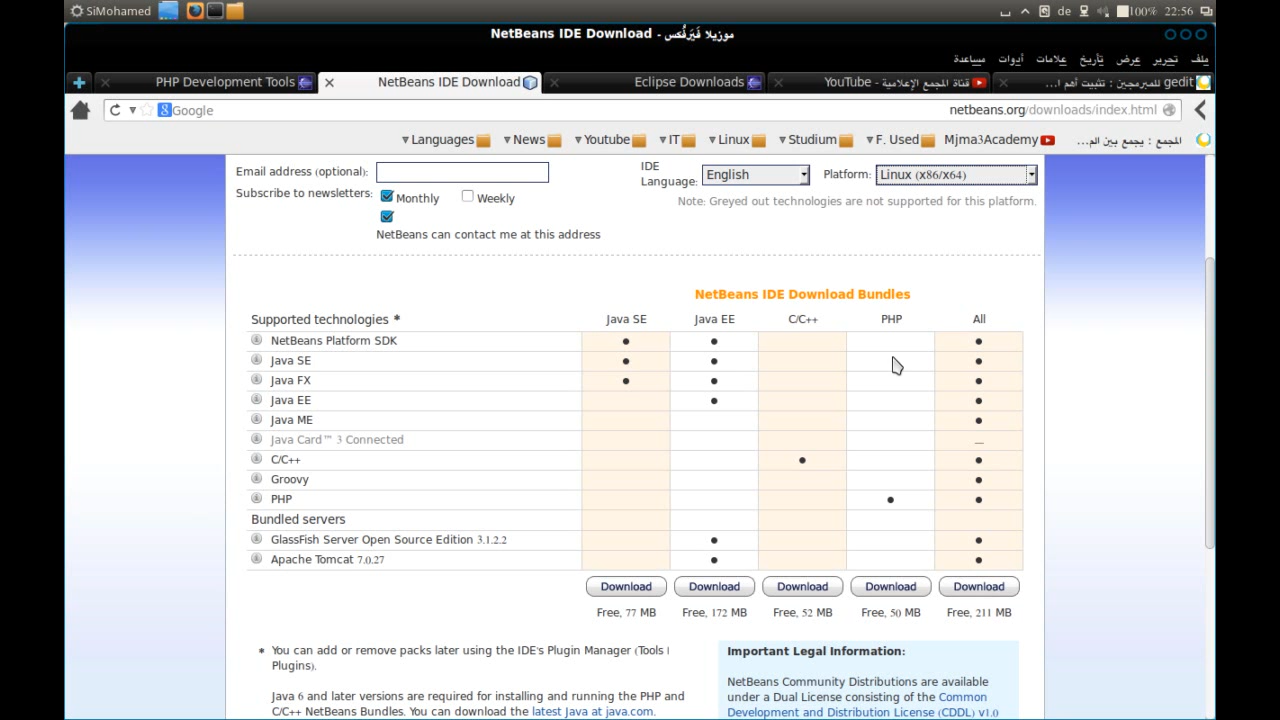 SiMohamed
de
100%
22:56
NetBeans IDE Download - موزيلا فَيَرفُكس
ملف تحرير عرض تأريخ علامات أدوات مساعدة
PHP Development Tools
NetBeans IDE Download
Eclipse Downloads
قناة المجمع الإعلامية - YouTube
gedit للمبرمجين : تثبيت أهم ا...
Google
netbeans.org/downloads/index.html
Languages
News
Youtube
IT
Linux
Studium
F. Used
Mjma3Academy
المجمع : يجمع بين الم...
Email address (optional):
IDE Language: English
Platform: Linux (x86/x64)
Subscribe to newsletters: Monthly Weekly
Note: Greyed out technologies are not supported for this platform.
NetBeans can contact me at this address
NetBeans IDE Download Bundles
Supported technologies * Java SE Java EE C/C++ PHP All
NetBeans Platform SDK • • •
Java SE • • •
Java FX • • •
Java EE • •
Java ME •
Java Card™ 3 Connected —
C/C++ • •
Groovy •
PHP • •
Bundled servers
GlassFish Server Open Source Edition 3.1.2.2 • •
Apache Tomcat 7.0.27 • •
Download Download Download Download Download
Free, 77 MB Free, 172 MB Free, 52 MB Free, 50 MB Free, 211 MB
* You can add or remove packs later using the IDE's Plugin Manager (Tools |
Plugins).
Java 6 and later versions are required for installing and running the PHP and
C/C++ NetBeans Bundles. You can download the latest Java at java.com.
Important Legal Information:
NetBeans Community Distributions are available
under a Dual License consisting of the Common
Development and Distribution License (CDDL) v1.0